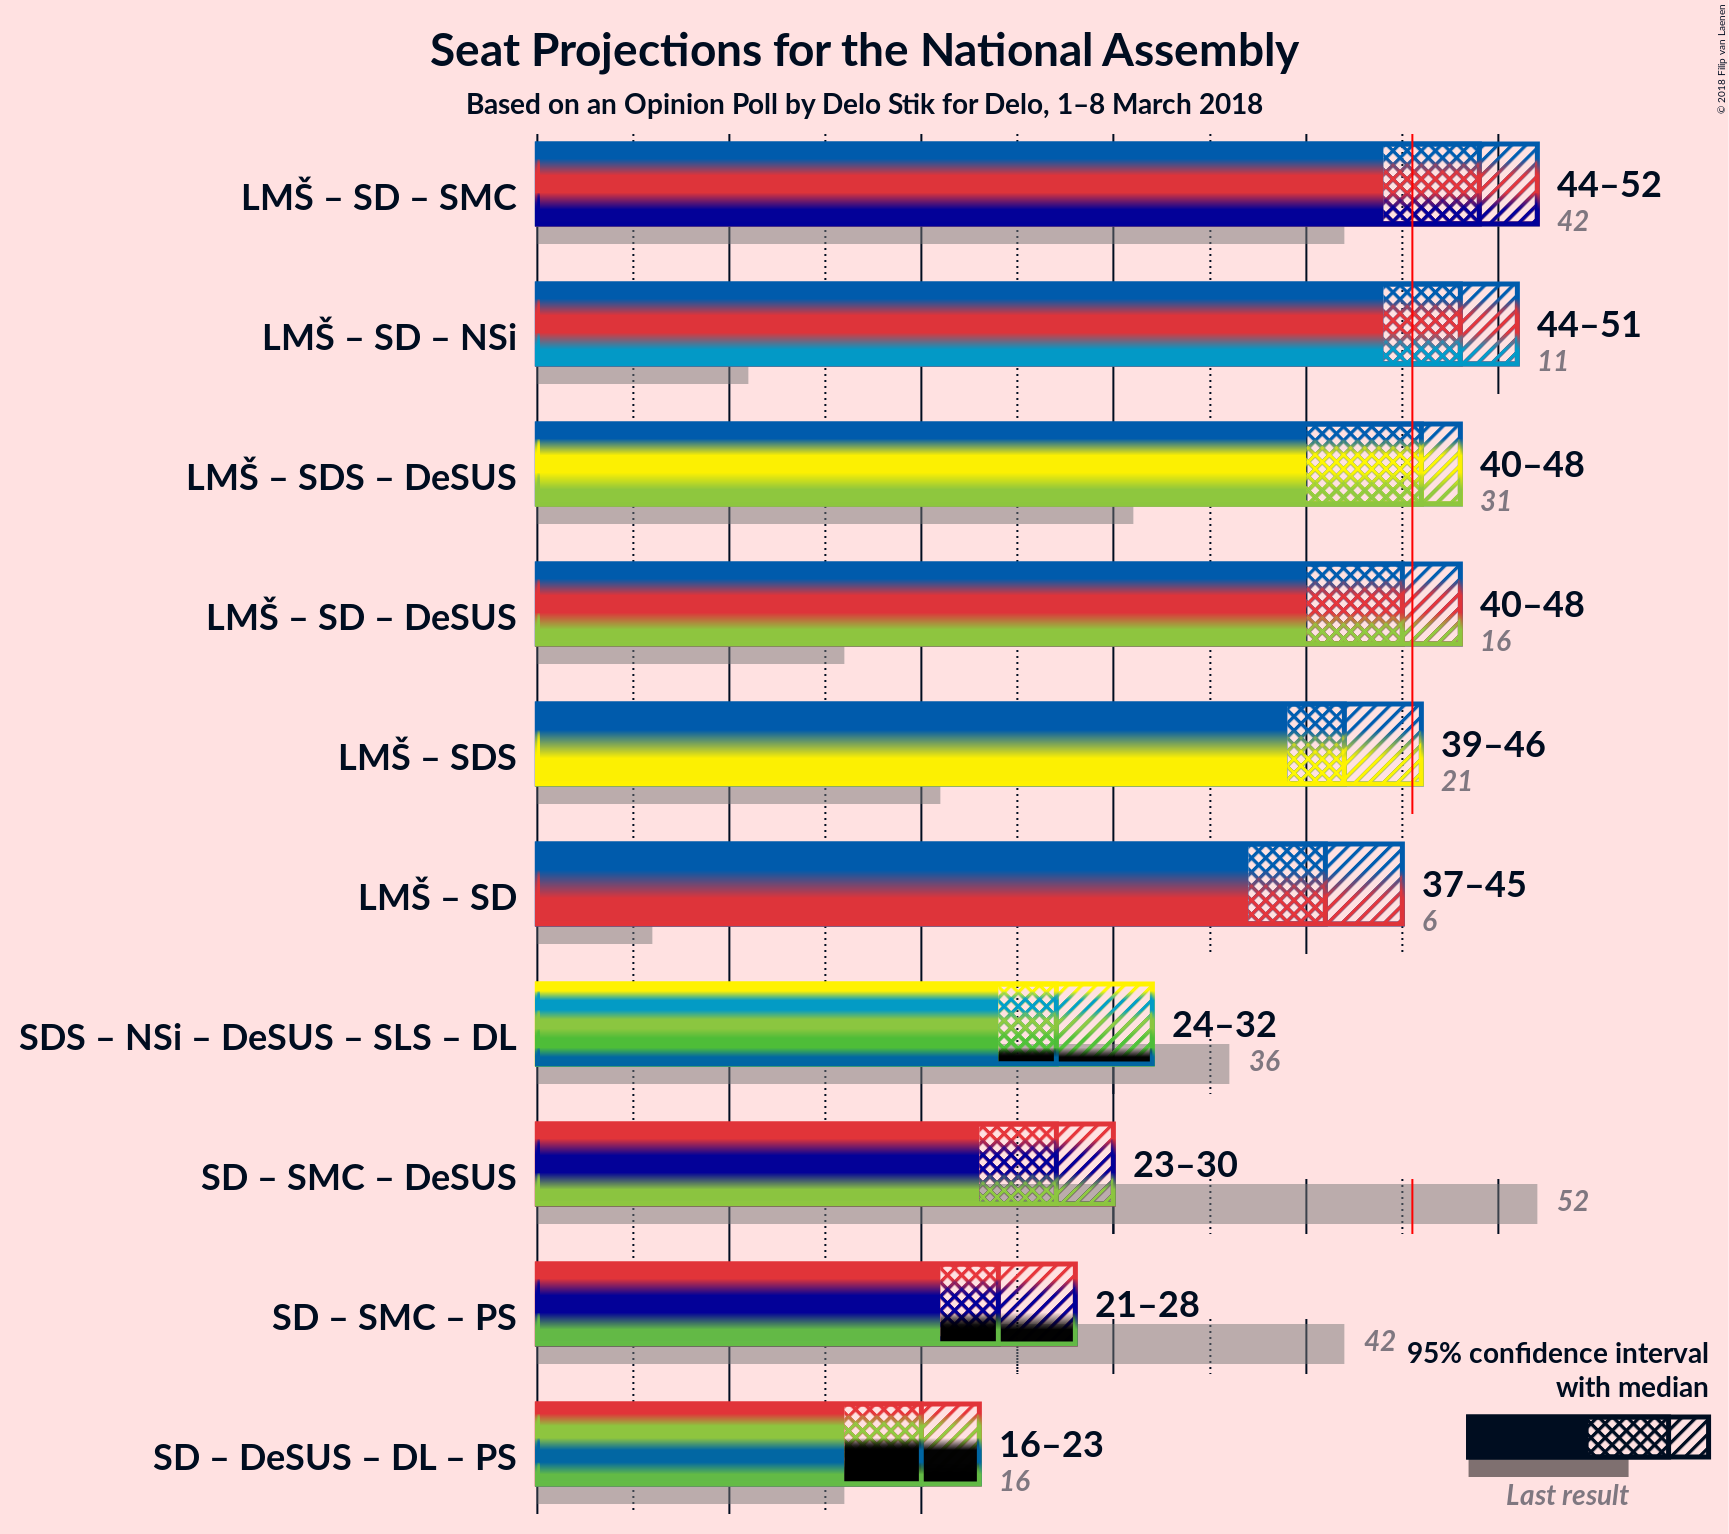 Seat Projections for the National Assembly
Based on an Opinion Poll by Delo Stik for Delo, 1–8 March 2018
© 2018 Filip van Laenen
LMŠ – SD – SMC
44–52
42
LMŠ – SD – NSi
44–51
11
LMŠ – SDS – DeSUS
40–48
31
LMŠ – SD – DeSUS
40–48
16
LMŠ – SDS
39–46
21
LMŠ – SD
37–45
6
SDS – NSi – DeSUS – SLS – DL
24–32
36
SD – SMC – DeSUS
23–30
52
SD – SMC – PS
21–28
42
SD – DeSUS – DL – PS
16–23
16
95% confidence interval
with median
Last result